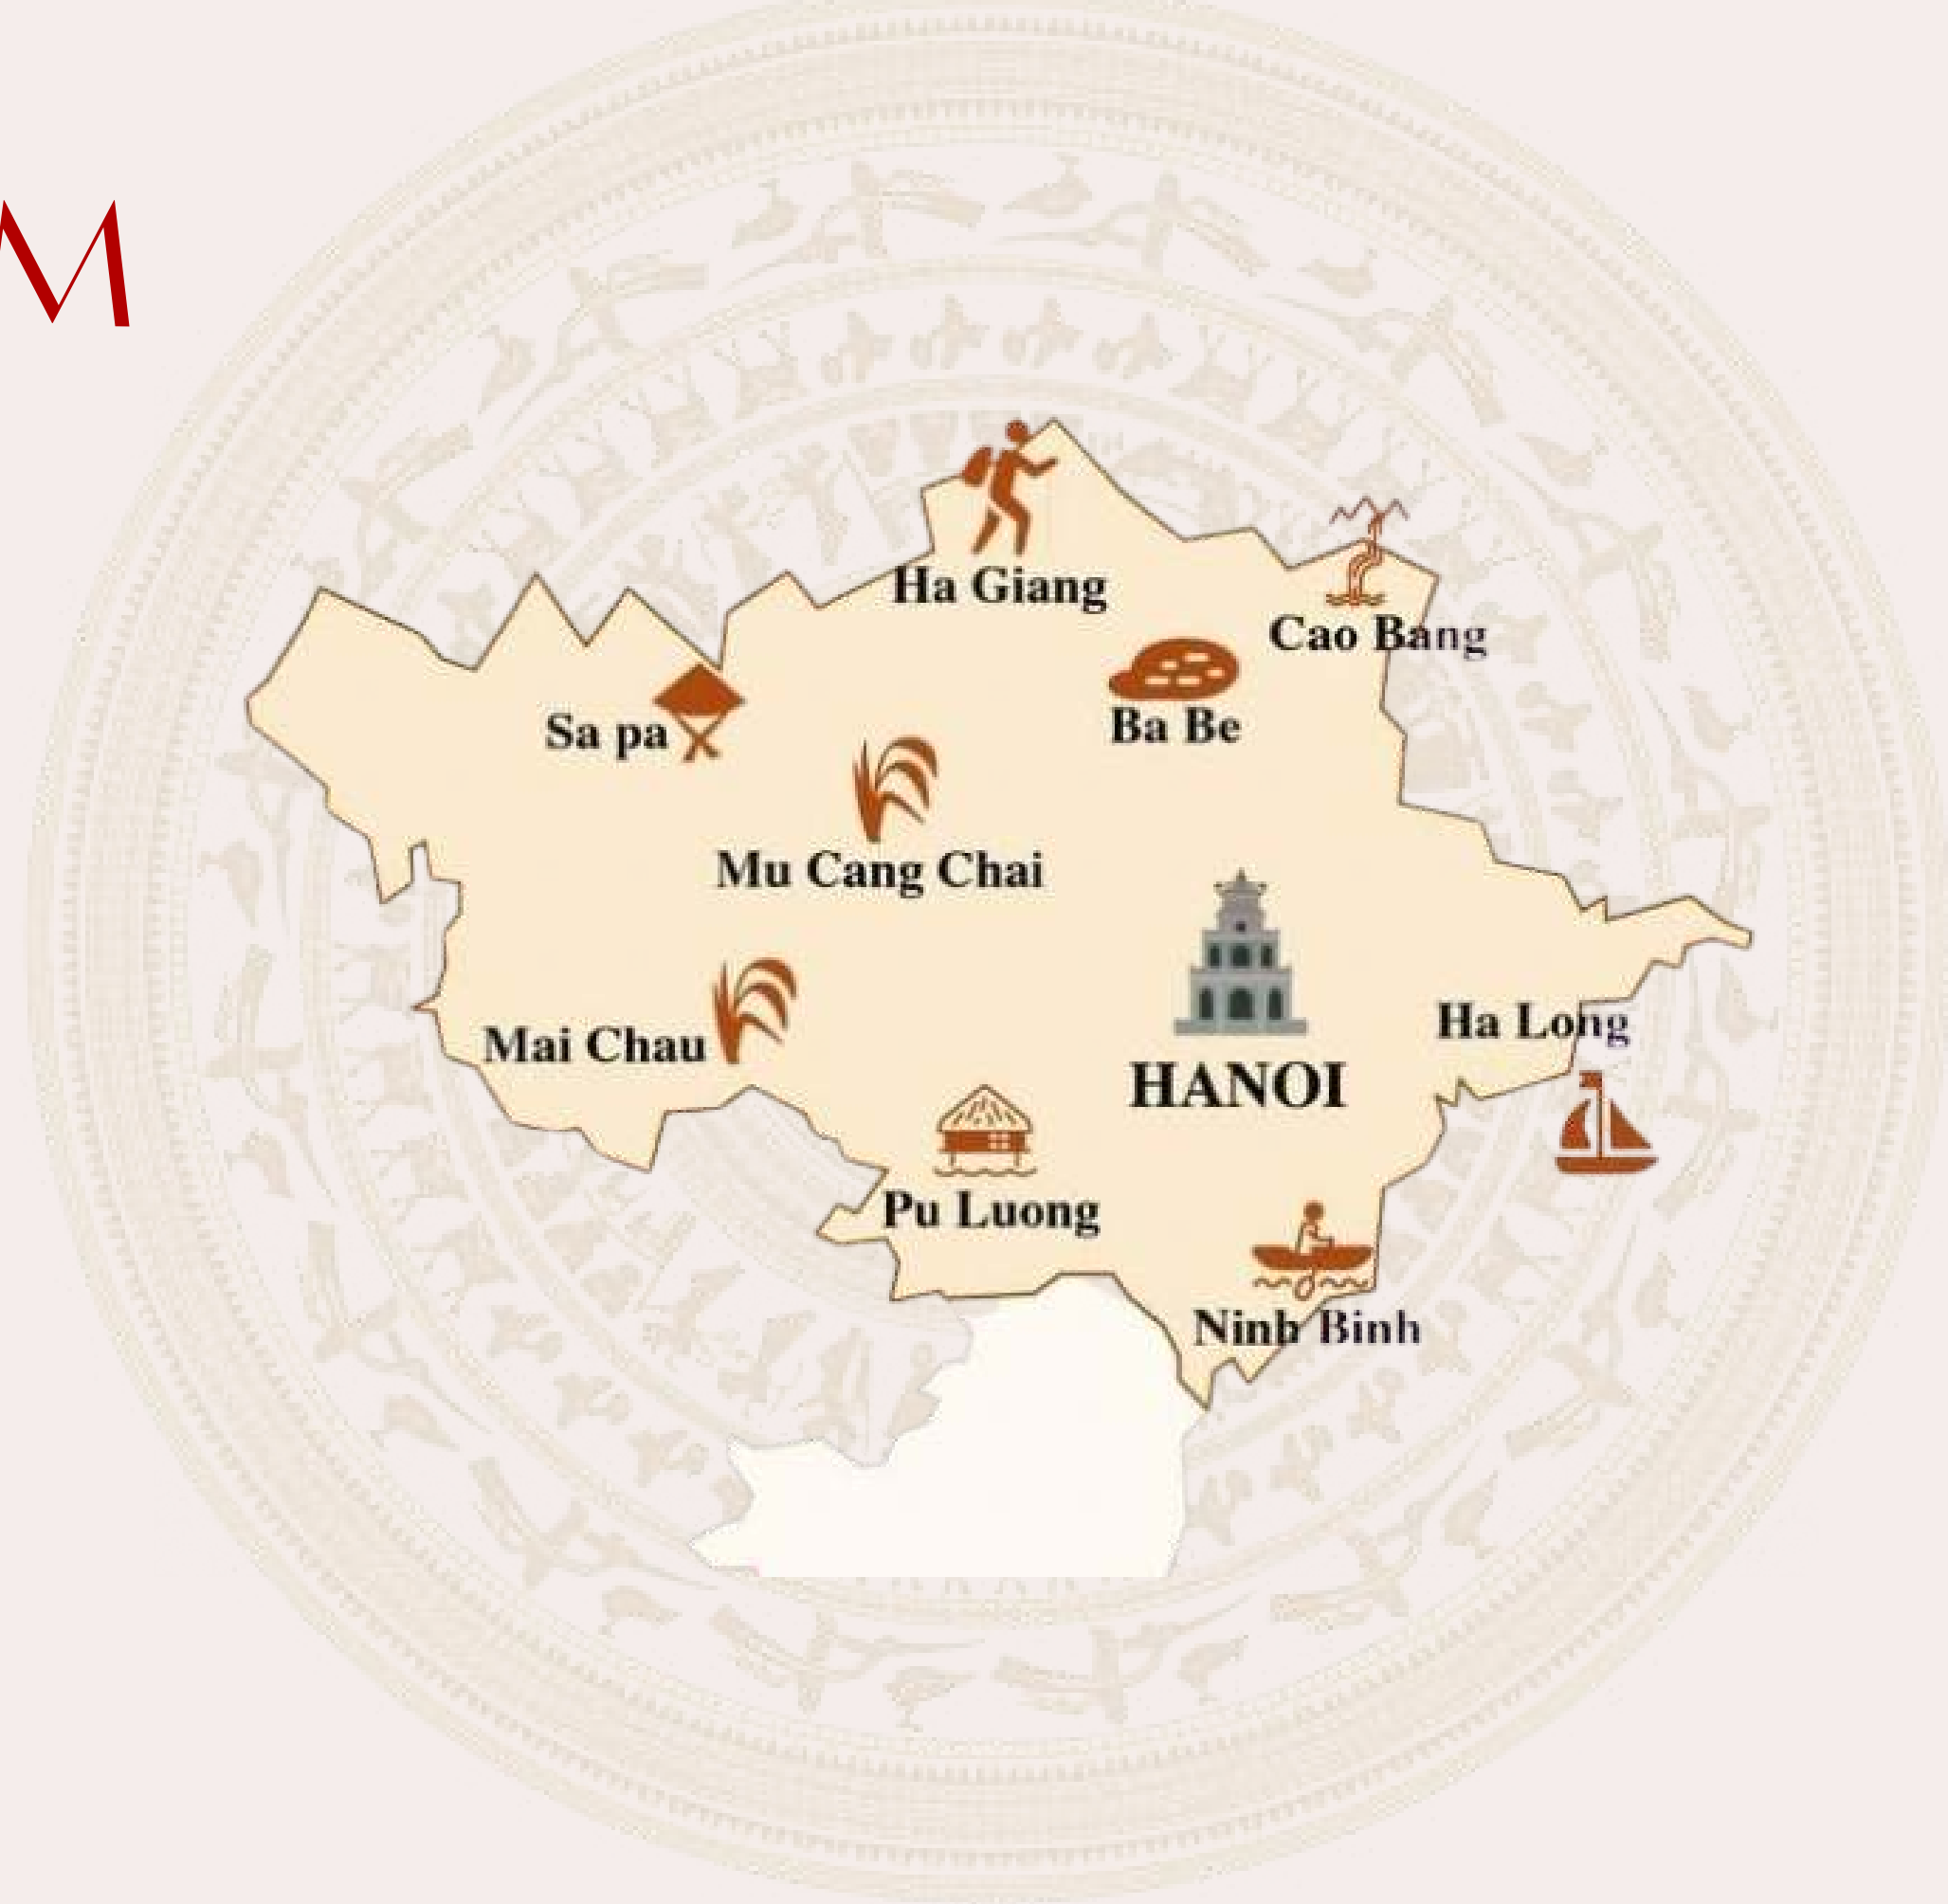 M
Ha Giang
Cao Bang
Sa pa
Ba Be
Mu Cang Chai
Ha Long
Mai Chau
HANOI
Pu Luong
Ninh Binh